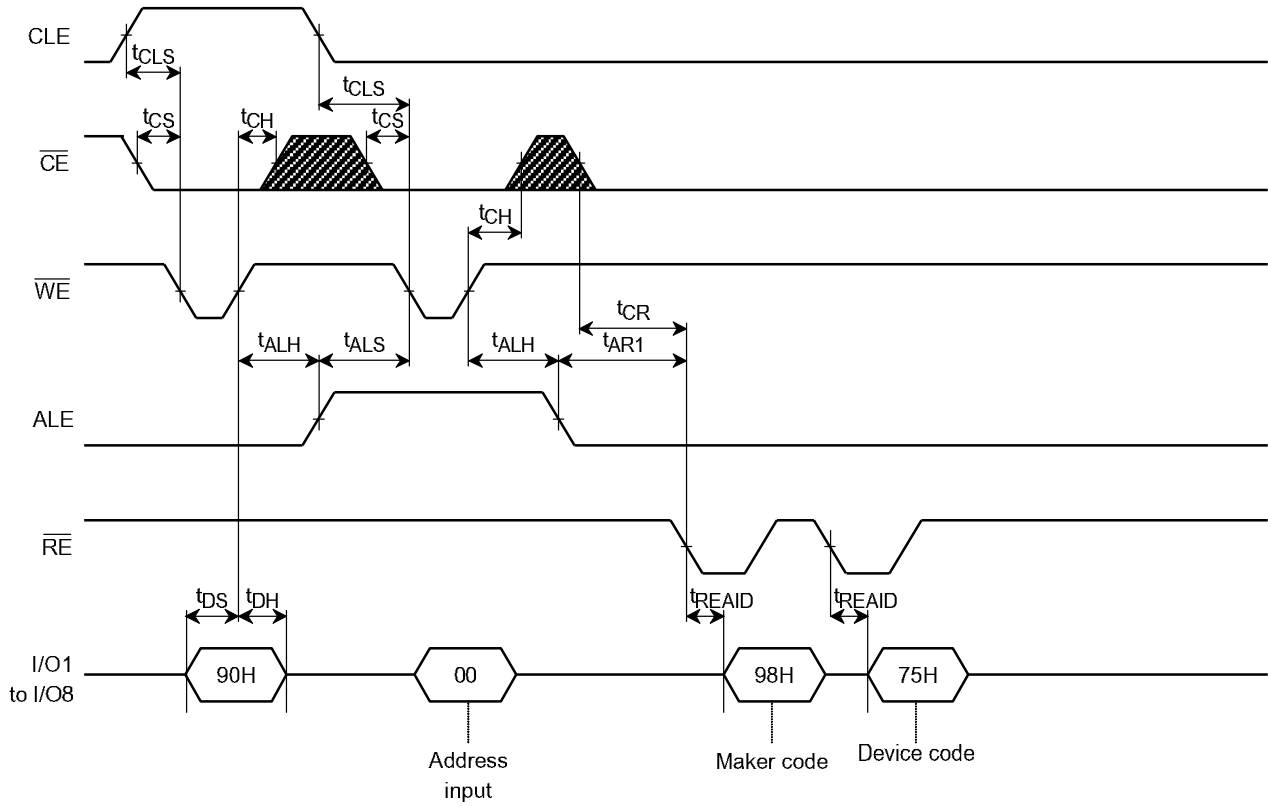 CLE
tCLS
tCLS
tCS
tCH
tCS
CE
tCH
WE
tCR
tALH
tALS
tALH
tAR1
ALE
RE
tDS
tDH
tREAID
tREAID
I/O1
to I/O8
90H
00
98H
75H
Address
input
Maker code
Device code